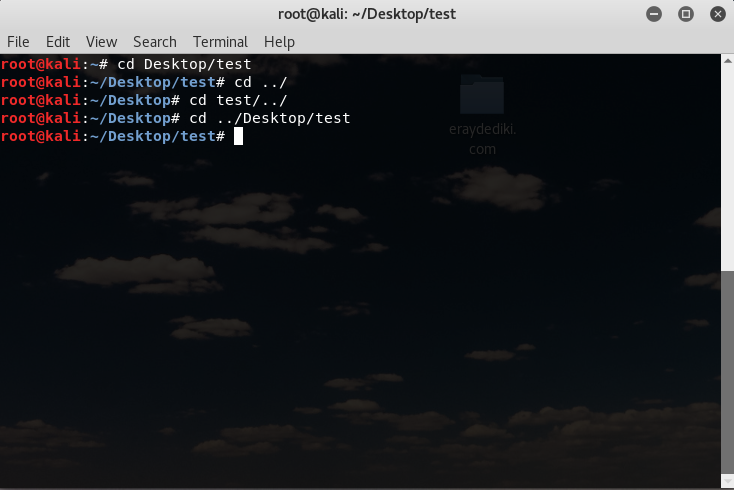 root@kali: ~/Desktop/test
File Edit View Search Terminal Help
root@kali:~# cd Desktop/test
root@kali:~/Desktop/test# cd ../
root@kali:~/Desktop# cd test/../
root@kali:~/Desktop# cd ../Desktop/test
root@kali:~/Desktop/test#
eraydediki.
com